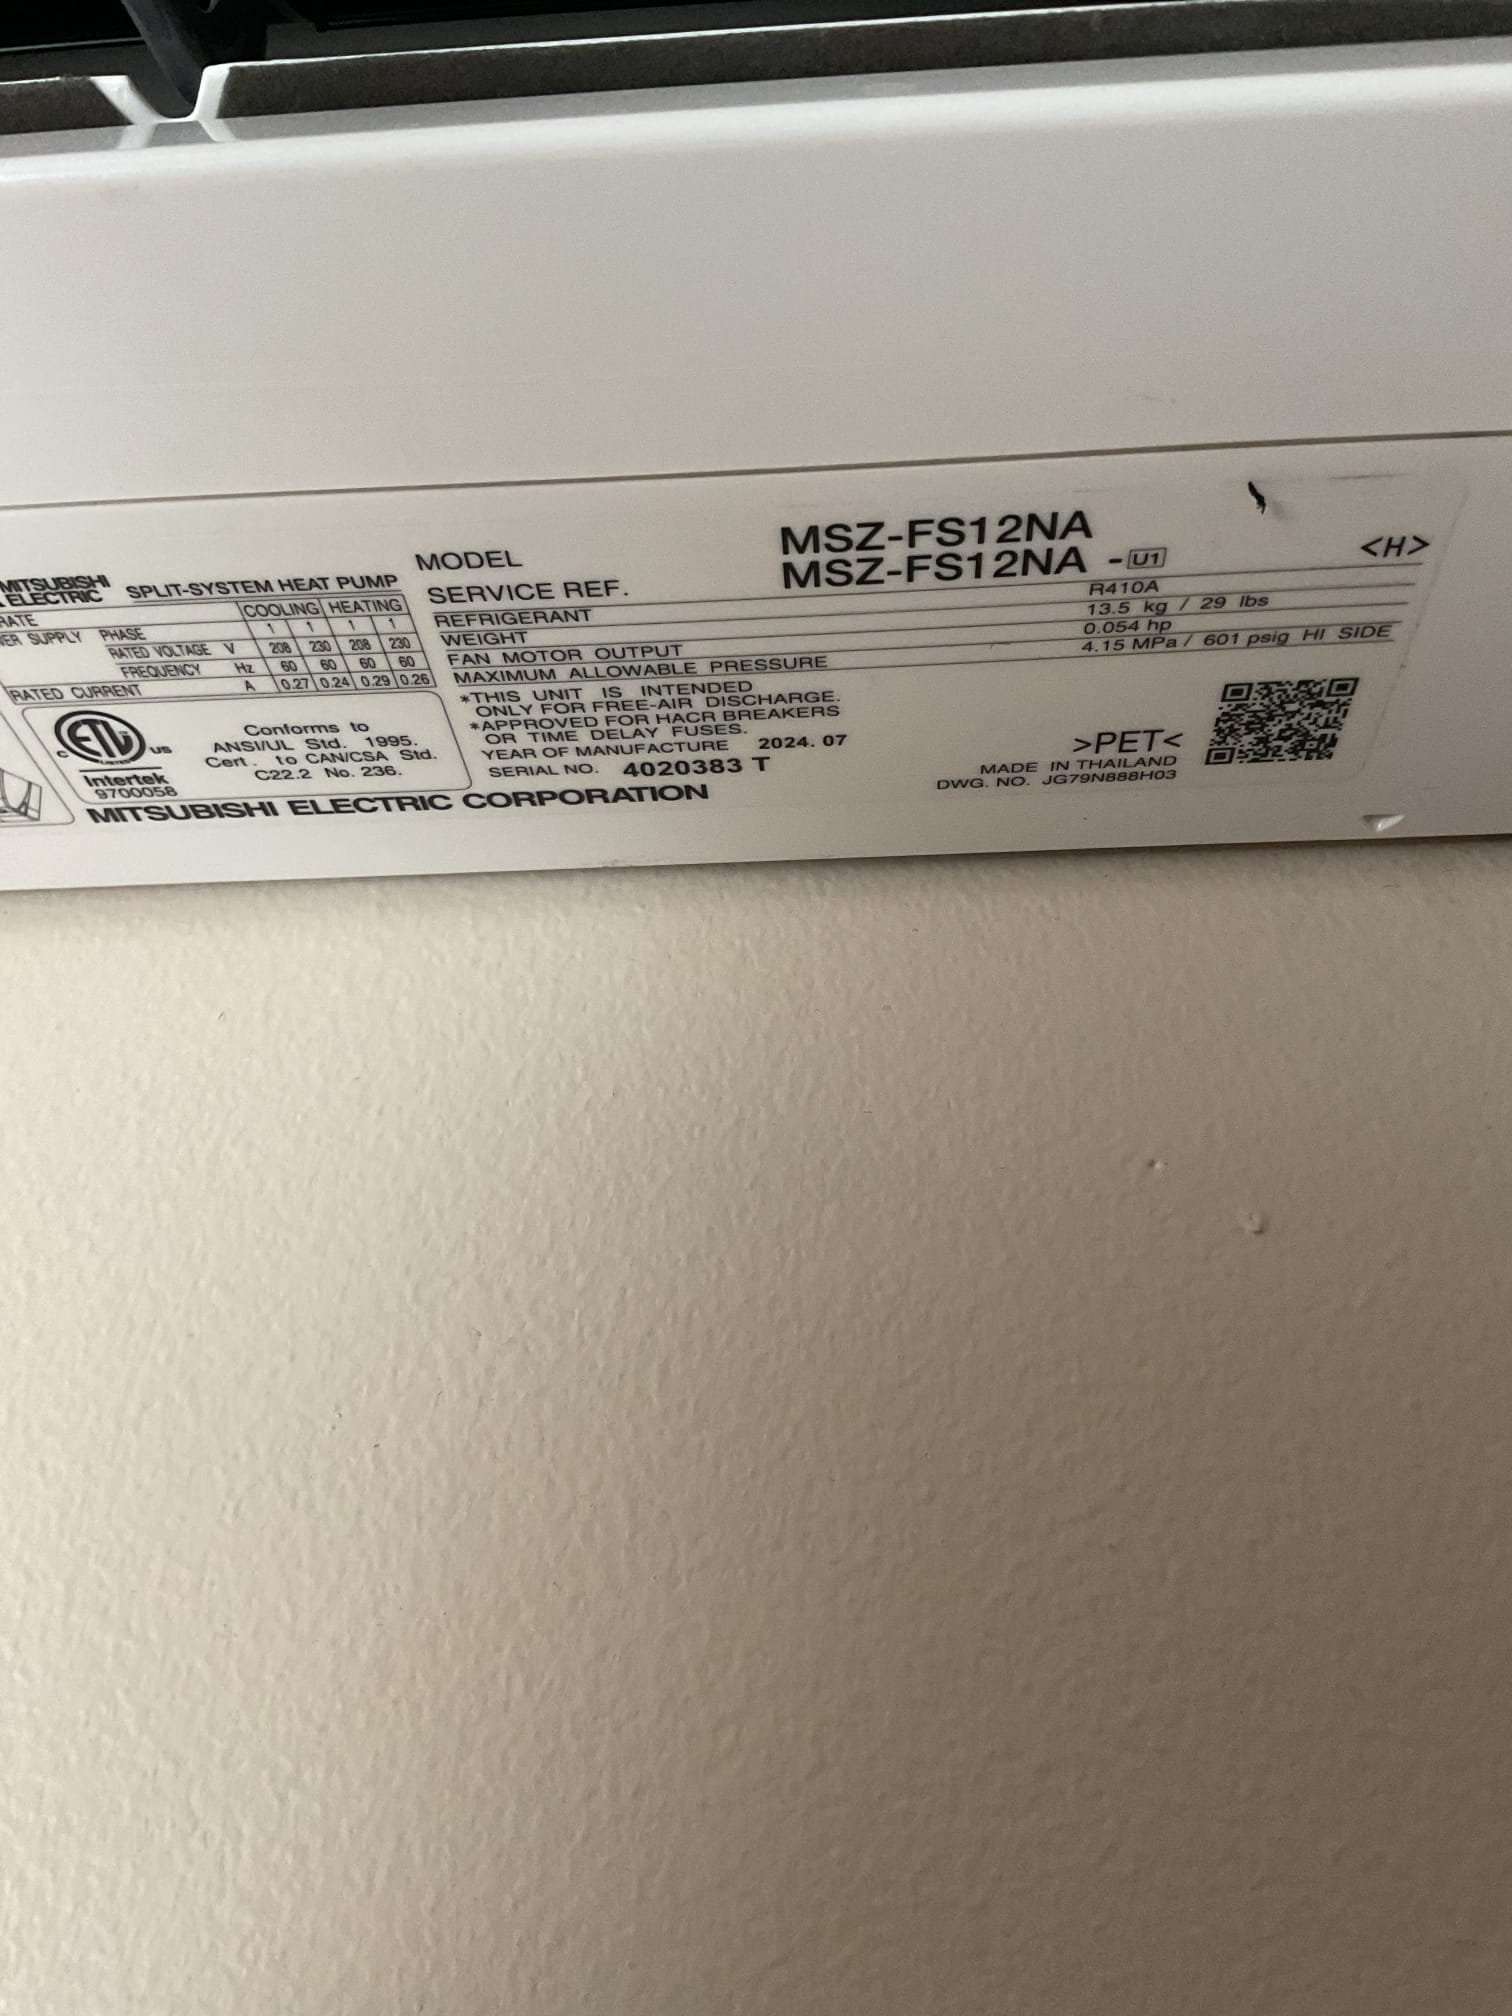 MODEL MSZ-FS12NA
SERVICE REF. MSZ-FS12NA -U1 <H>
MITSUBISHI
ELECTRIC
SPLIT-SYSTEM HEAT PUMP
COOLING HEATING
SUPPLY PHASE 1 1 1 1
RATED VOLTAGE V 208 230 208 230
FREQUENCY Hz 60 60 60 60
RATED CURRENT A 0.27 0.24 0.29 0.26
REFRIGERANT R410A
WEIGHT 13.5 kg / 29 lbs
FAN MOTOR OUTPUT 0.054 hp
MAXIMUM ALLOWABLE PRESSURE 4.15 MPa / 601 psig HI SIDE
*THIS UNIT IS INTENDED
ONLY FOR FREE-AIR DISCHARGE.
*APPROVED FOR HACR BREAKERS
OR TIME DELAY FUSES.
YEAR OF MANUFACTURE 2024. 07
SERIAL NO. 4020383 T
C ETL US
Intertek
9700058
Conforms to
ANSI/UL Std. 1995.
Cert. to CAN/CSA Std.
C22.2 No. 236.
MITSUBISHI ELECTRIC CORPORATION
>PET<
MADE IN THAILAND
DWG. NO. JG79N888H03